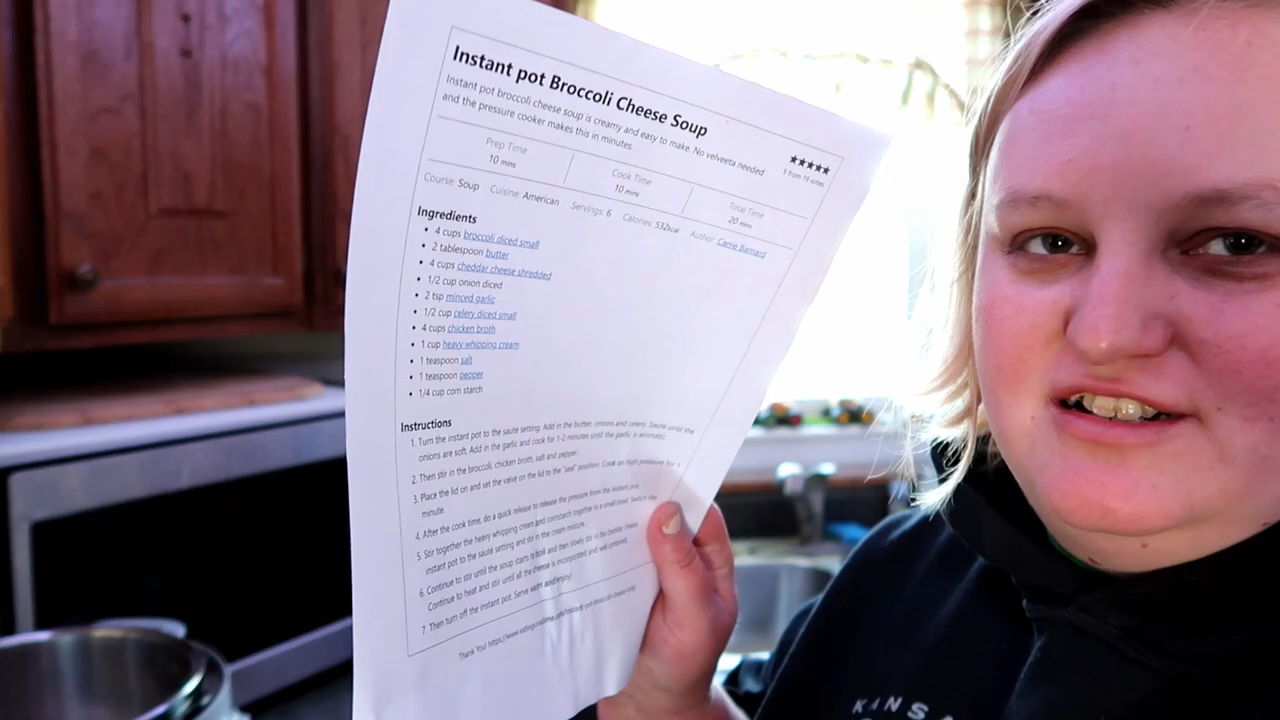 Instant pot Broccoli Cheese Soup
Instant pot broccoli cheese soup is creamy and easy to make. No velveeta needed
and the pressure cooker makes this in minutes.
★★★★★
5 from 19 votes
Prep Time
10 mins
Cook Time
10 mins
Total Time
20 mins
Course: Soup Cuisine: American Servings: 6 Calories: 532kcal Author: Carrie Barnard
Ingredients
• 4 cups broccoli diced small
• 2 tablespoon butter
• 4 cups cheddar cheese shredded
• 1/2 cup onion diced
• 2 tsp minced garlic
• 1/2 cup celery diced small
• 4 cups chicken broth
• 1 cup heavy whipping cream
• 1 teaspoon salt
• 1 teaspoon pepper
• 1/4 cup corn starch
Instructions
1. Turn the instant pot to the saute setting. Add in the butter, onions and celery. Saute until the
onions are soft. Add in the garlic and cook for 1-2 minutes until the garlic is aromatic.
2. Then stir in the broccoli, chicken broth, salt and pepper.
3. Place the lid on and set the valve on the lid to the "seal" position. Cook on high pressure for 1
minute.
4. After the cook time, do a quick release to release the pressure from the instant pot.
5. Stir together the heavy whipping cream and cornstarch together in a small bowl. Switch the
instant pot to the saute setting and stir in the cream mixture.
6. Continue to stir until the soup starts to boil and then slowly stir in the cheddar cheese.
Continue to heat and stir until all the cheese is incorporated and well combined.
7. Then turn off the instant pot. Serve warm and enjoy!
Thank You! https://www.eatingonadime.com/instant-pot-broccoli-cheese-soup
KANSA